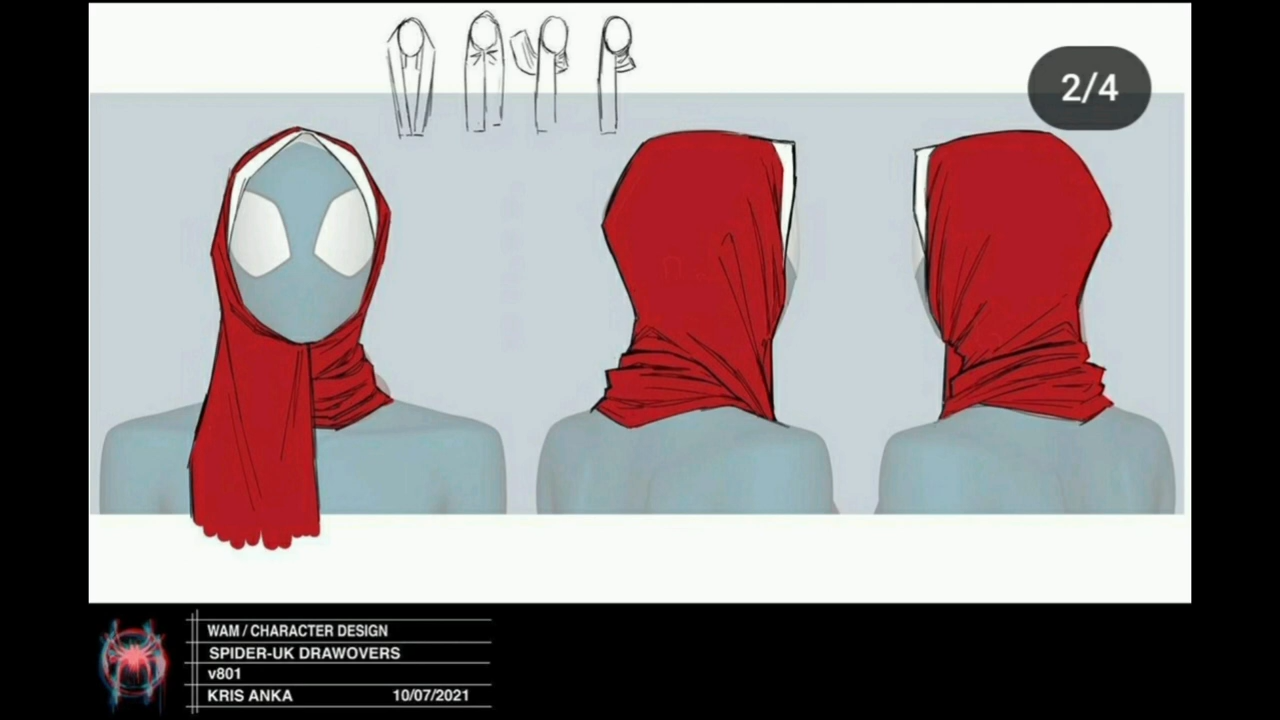 2/4
WAM / CHARACTER DESIGN
SPIDER-UK DRAWOVERS
v801
KRIS ANKA 10/07/2021